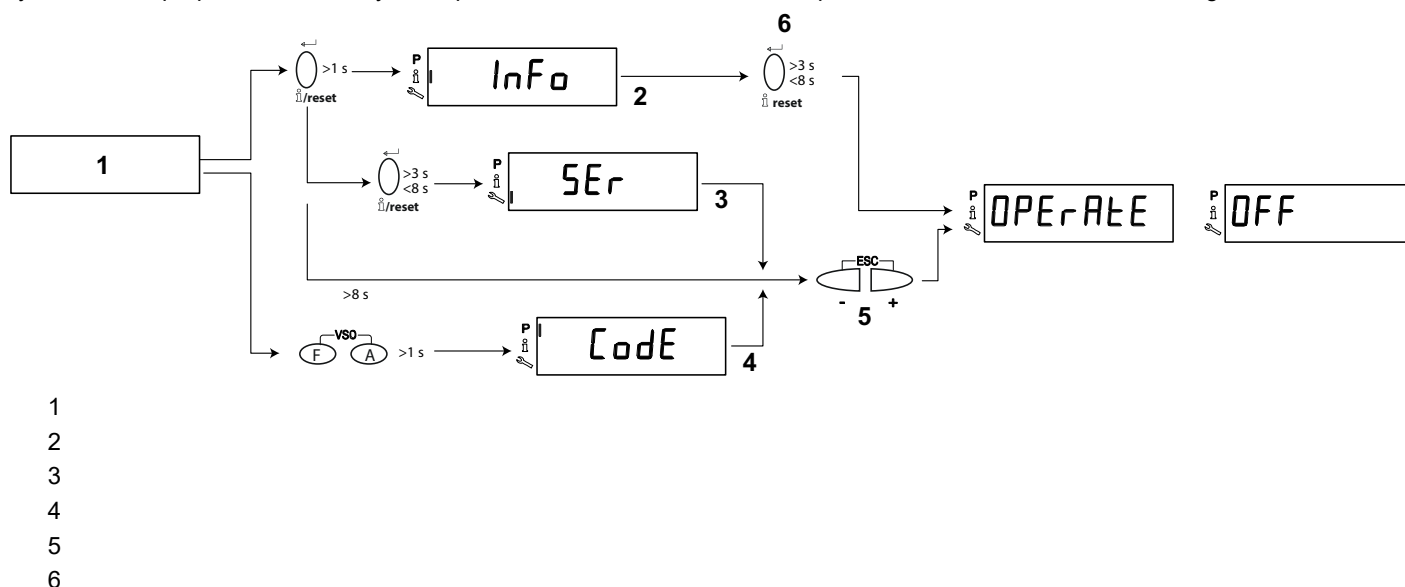 6
>1 s
i/reset
P
i
InFo
2
>3 s
<8 s
i reset
1
>3 s
<8 s
i/reset
P
i
SEr
3
P
i
OPErAtE
P
i
OFF
>8 s
ESC
- +
5
VSO
F A
>1 s
P
i
CodE
4
1
2
3
4
5
6